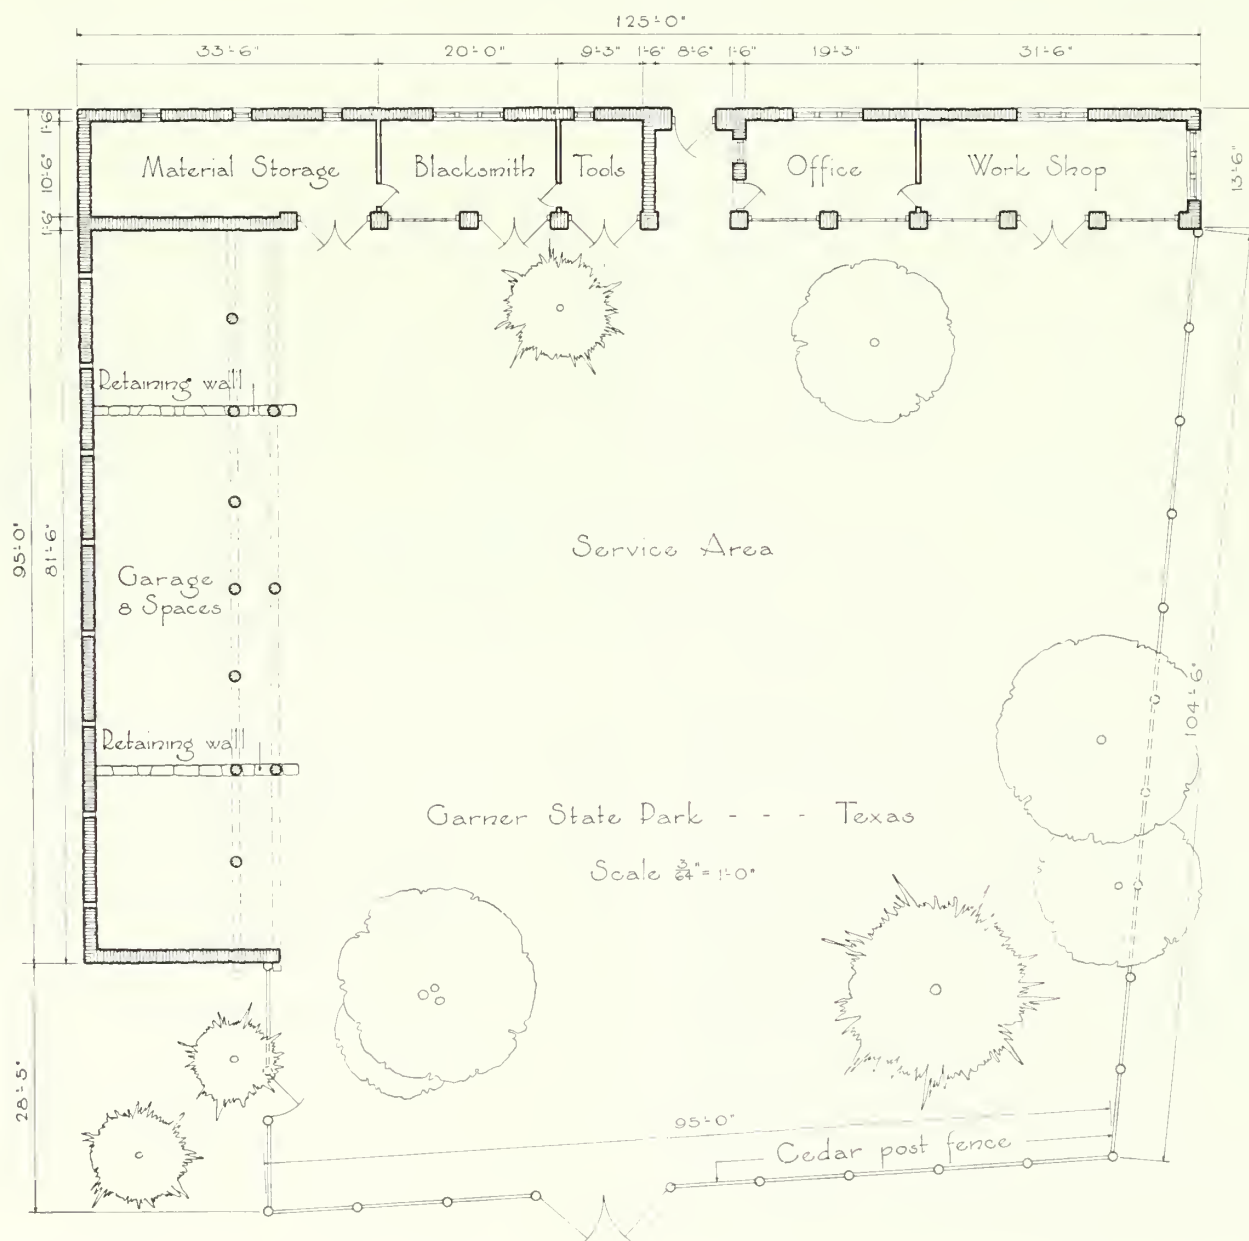 125'-0"
33'-6" 20'-0" 9'-3" 1'-6" 8'-6" 1'-6" 19'-3" 31'-6"
1'-6"
10'-6"
1'-6"
13'-6"
Material Storage Blacksmith Tools Office Work Shop
Retaining wall
95'-0"
81'-6"
Service Area
Garage
8 Spaces
104'-6"
Retaining wall
Garner State Park - - - Texas
Scale 3/64" = 1'-0"
28'-5"
95'-0"
Cedar post fence